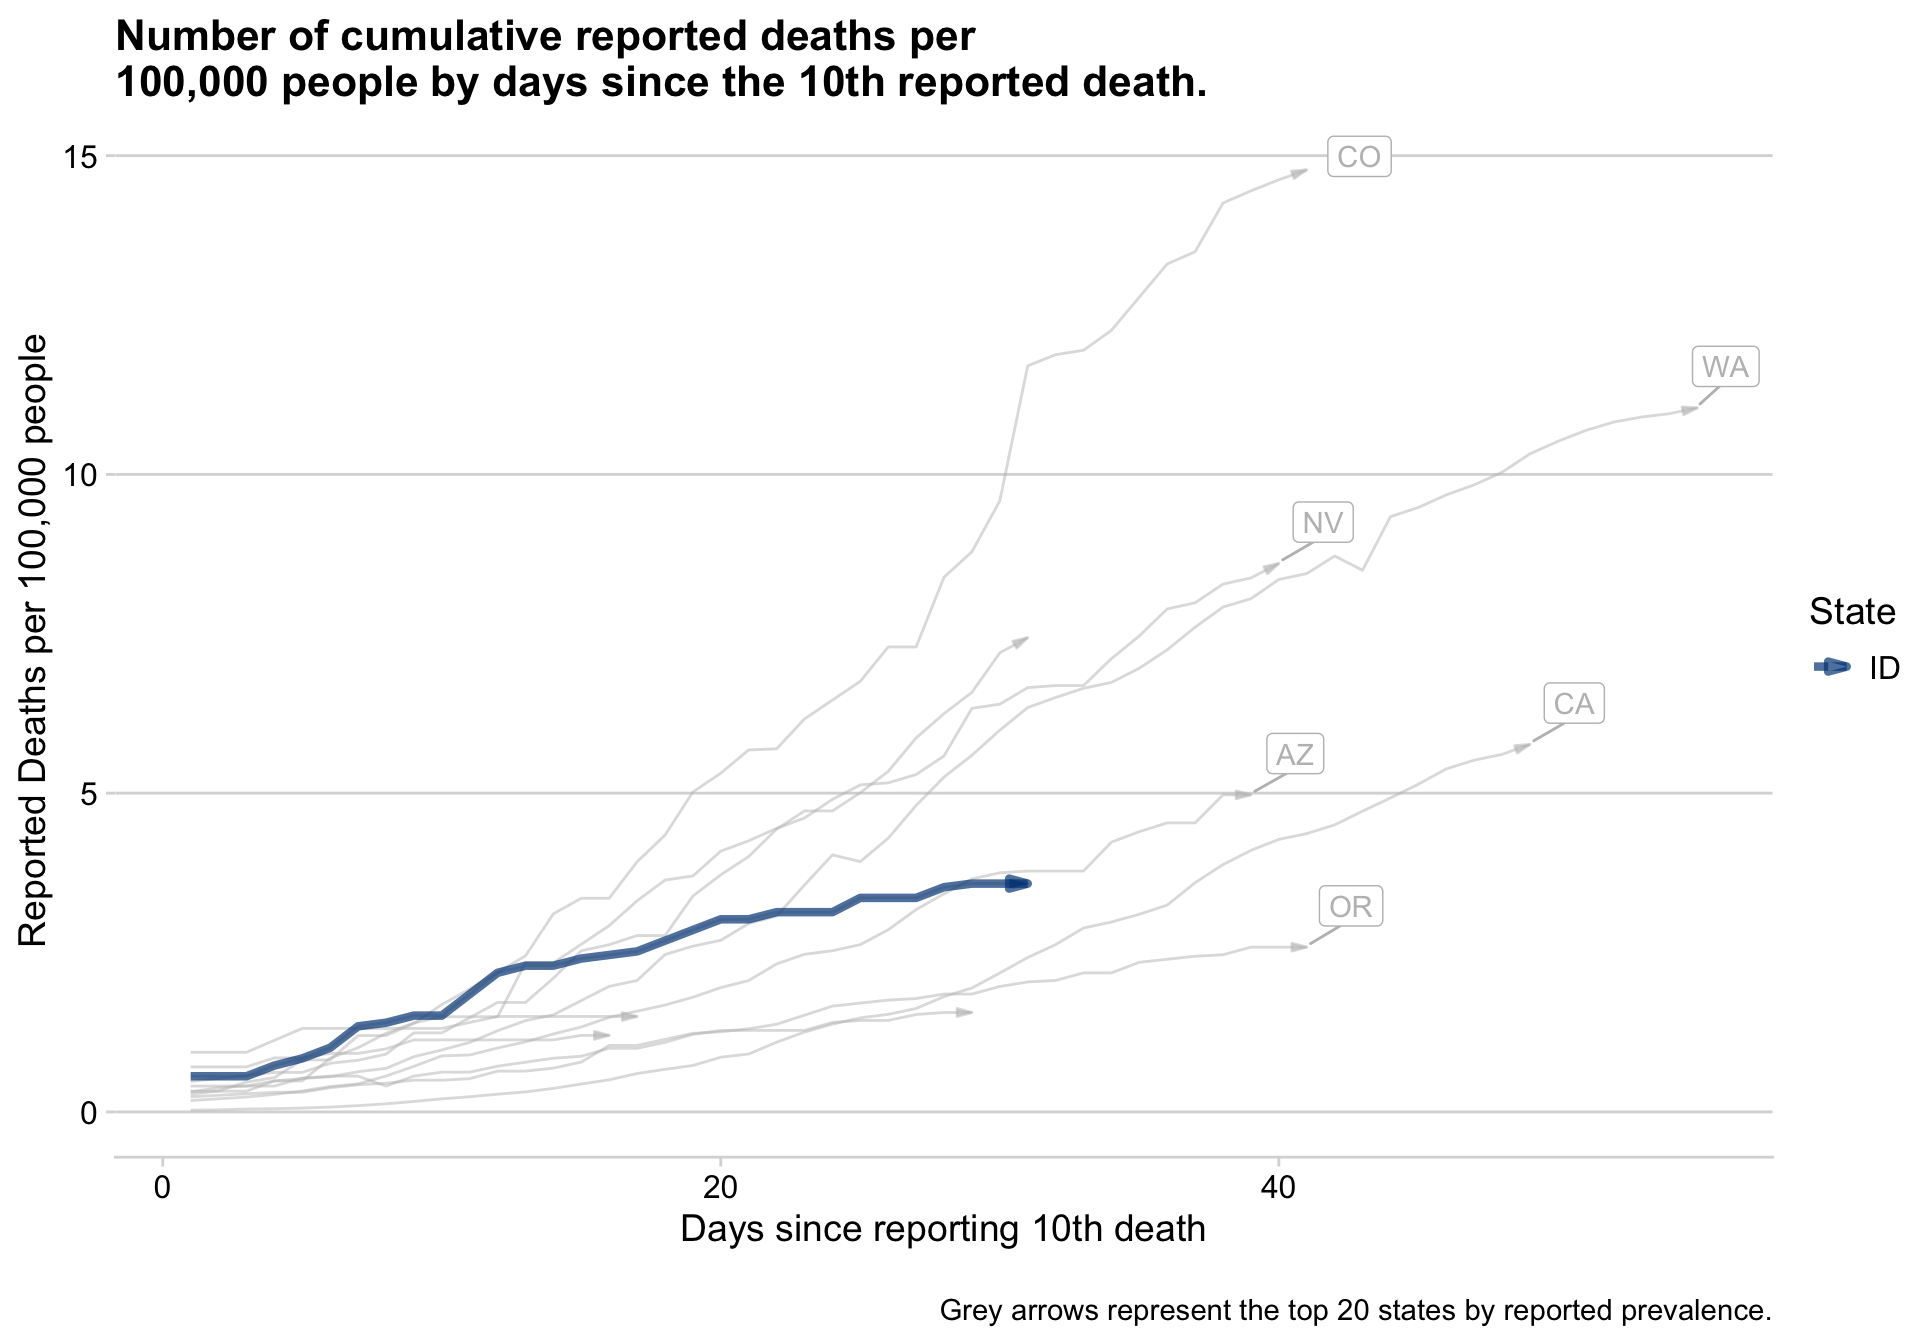 Number of cumulative reported deaths per
100,000 people by days since the 10th reported death.
15
10
5
0
Reported Deaths per 100,000 people
CO
WA
NV
CA
AZ
OR
State
ID
0
20
40
Days since reporting 10th death
Grey arrows represent the top 20 states by reported prevalence.